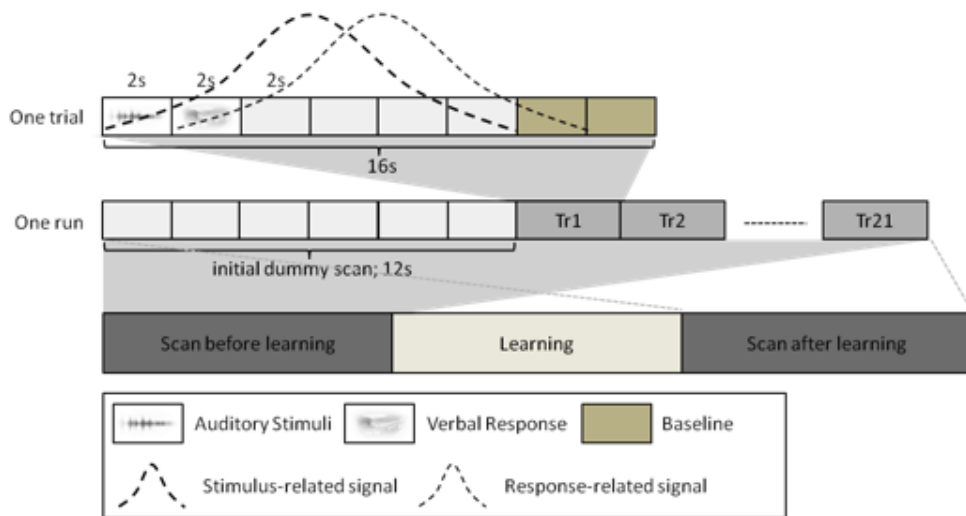 2s 2s 2s
One trial
16s
One run Tr1 Tr2 Tr21
initial dummy scan; 12s
Scan before learning Learning Scan after learning
Auditory Stimuli Verbal Response Baseline
Stimulus-related signal Response-related signal